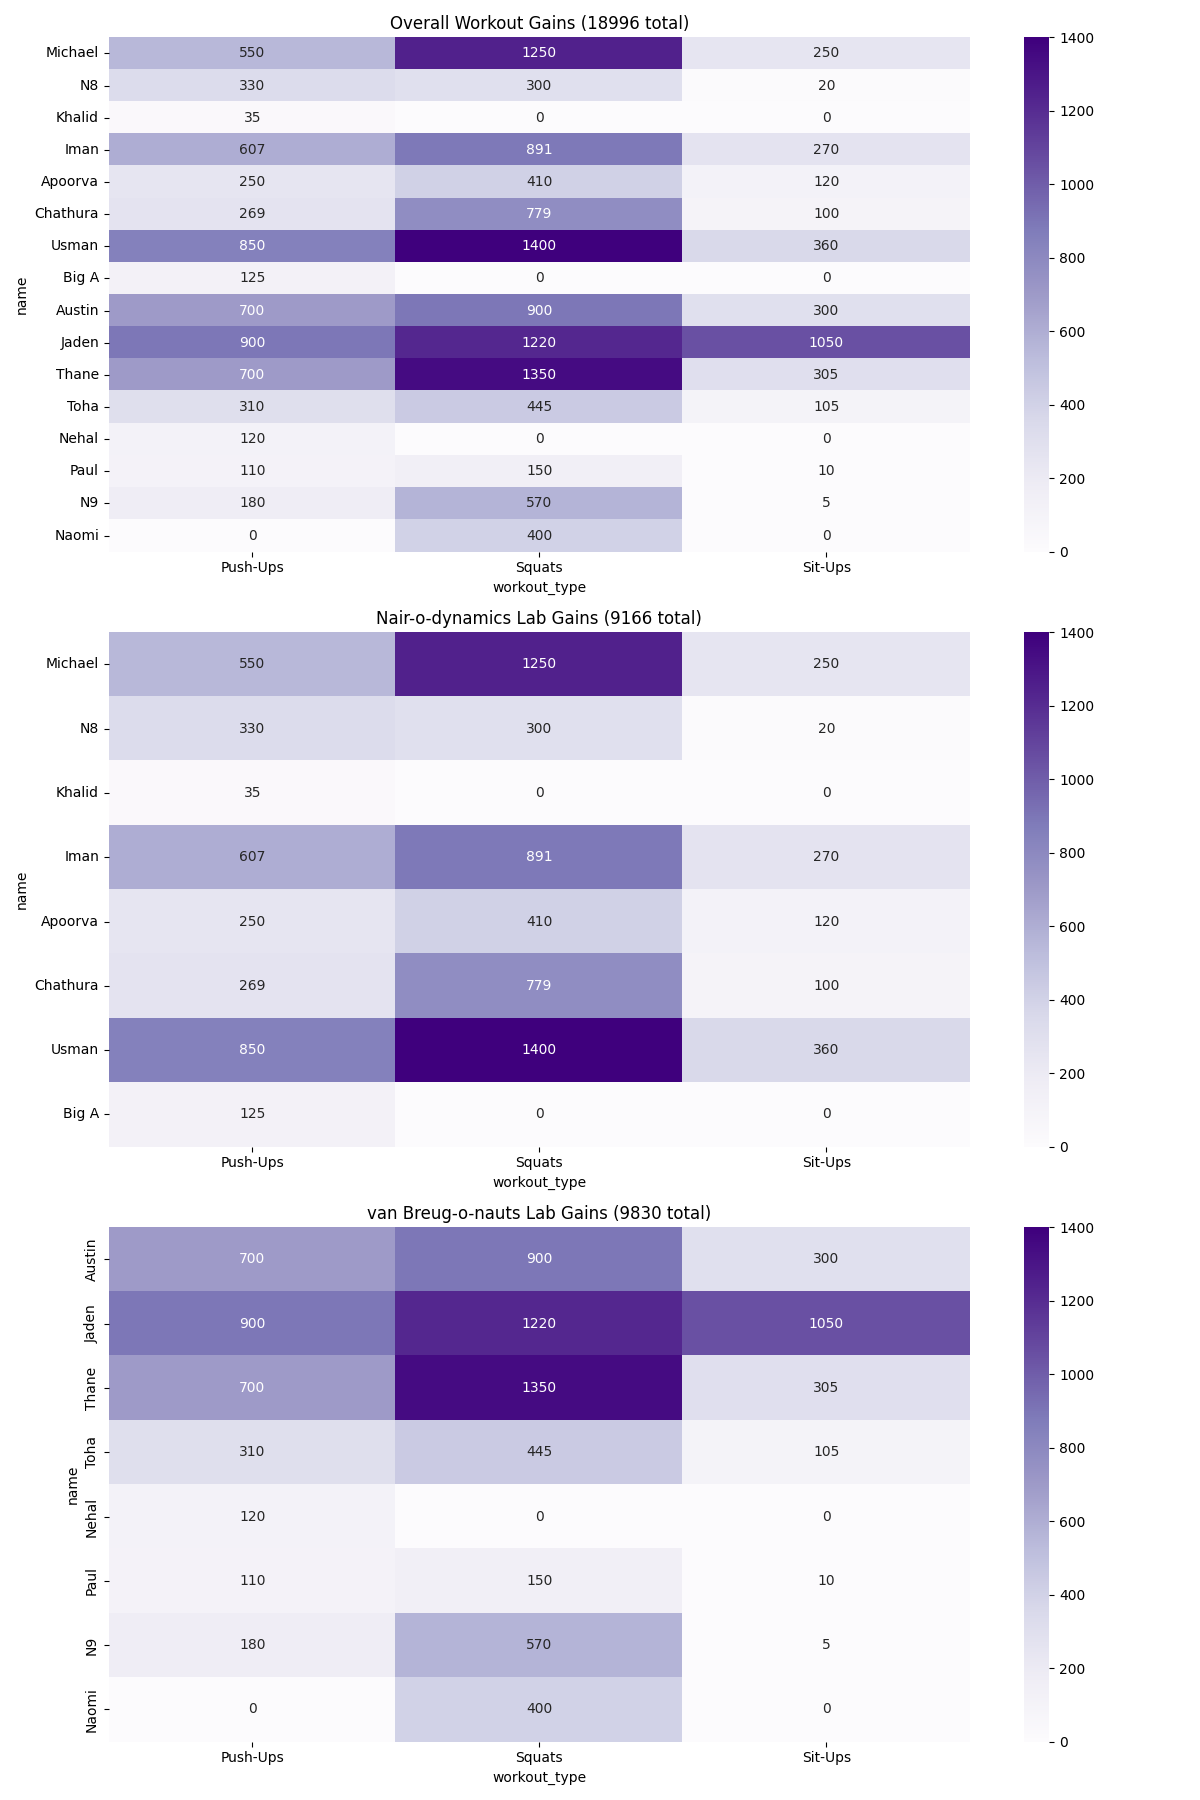 Overall Workout Gains (18996 total)
Michael 550 1250 250 1400
N8 330 300 20 1200
Khalid 35 0 0
Iman 607 891 270 1000
Apoorva 250 410 120
Chathura 269 779 100
Usman 850 1400 360 800
Big A 125 0 0
name
Austin 700 900 300 600
Jaden 900 1220 1050
Thane 700 1350 305
Toha 310 445 105 400
Nehal 120 0 0
Paul 110 150 10 200
N9 180 570 5
Naomi 0 400 0 0
Push-Ups Squats Sit-Ups
workout_type
Nair-o-dynamics Lab Gains (9166 total)
1400
Michael 550 1250 250
1200
N8 330 300 20
1000
Khalid 35 0 0
800
Iman 607 891 270
name
600
Apoorva 250 410 120
Chathura 269 779 100
400
Usman 850 1400 360
200
Big A 125 0 0
0
Push-Ups Squats Sit-Ups
workout_type
van Breug-o-nauts Lab Gains (9830 total)
1400
Austin 700 900 300
1200
Jaden 900 1220 1050
1000
Thane 700 1350 305
800
Toha 310 445 105
name
Nehal 120 0 0
600
Paul 110 150 10
400
N9 180 570 5
200
Naomi 0 400 0
0
Push-Ups Squats Sit-Ups
workout_type